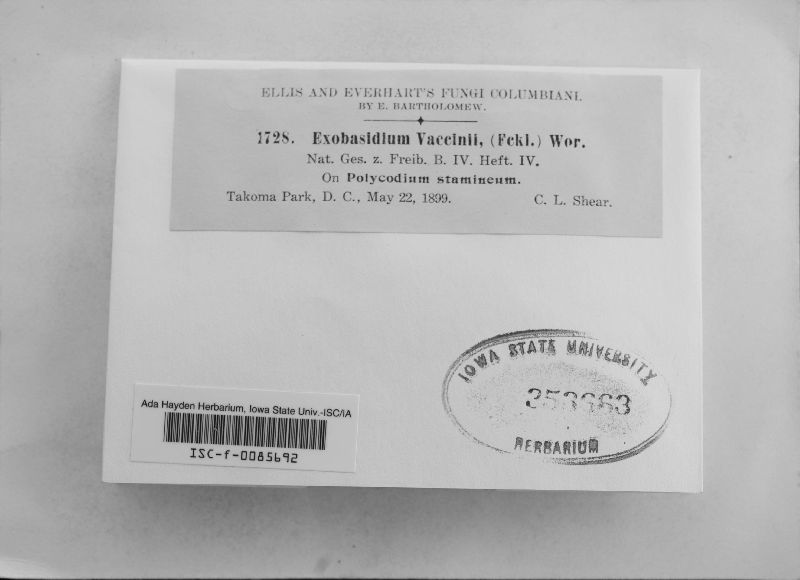 ELLIS AND EVERHART'S FUNGI COLUMBIANI.
BY E. BARTHOLOMEW.
1728. Exobasidium Vaccinii, (Fckl.) Wor.
Nat. Ges. z. Freib. B. IV. Heft. IV.
On Polycodium stamineum.
Takoma Park, D. C., May 22, 1899. C. L. Shear.
IOWA STATE UNIVERSITY
HERBARIUM
Ada Hayden Herbarium, Iowa State Univ.-ISC/IA
ISC-f-0085692